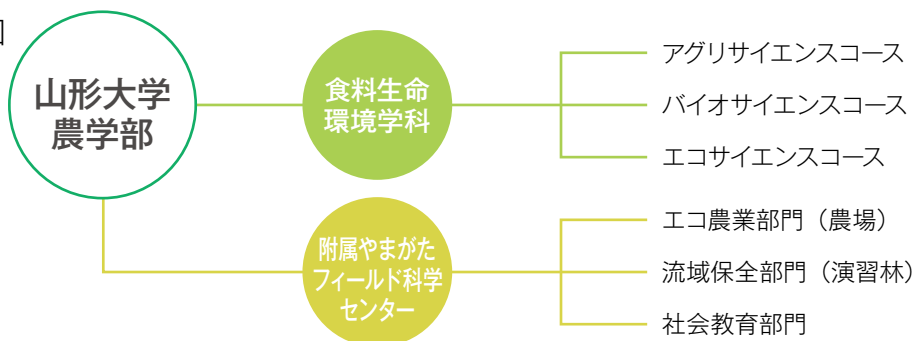 山形大学
農学部
食料生命
環境学科
アグリサイエンスコース
バイオサイエンスコース
エコサイエンスコース
附属やまがた
フィールド科学
センター
エコ農業部門（農場）
流域保全部門（演習林）
社会教育部門